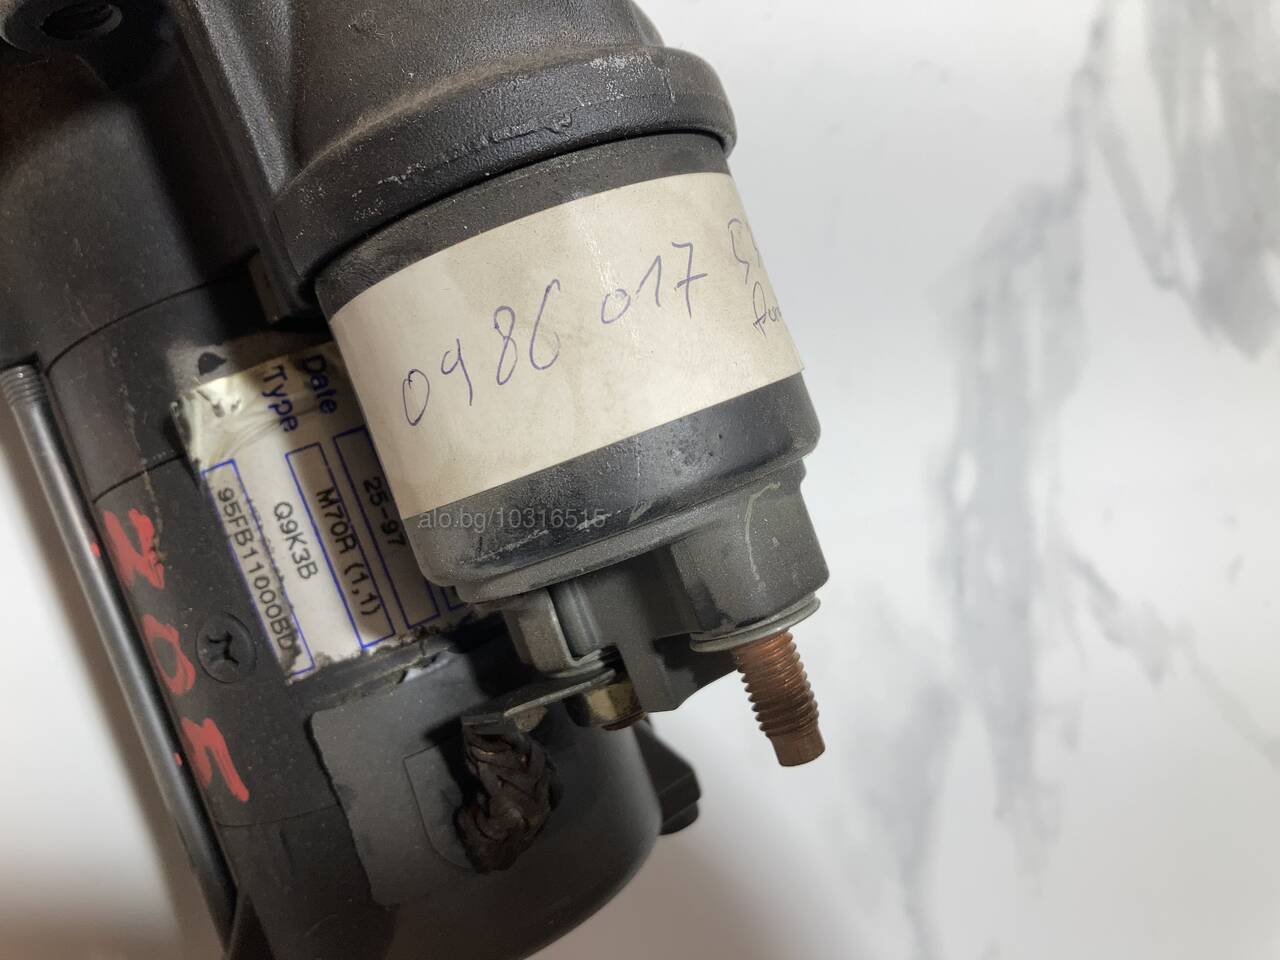 0986 017
Date
Type
25-97
M70R (1,1)
Q9K3B
95FB11000BD
alo.bg/10316515